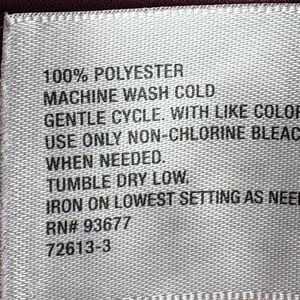 100% POLYESTER
MACHINE WASH COLD
GENTLE CYCLE. WITH LIKE COLOR
USE ONLY NON-CHLORINE BLEAC
WHEN NEEDED.
TUMBLE DRY LOW.
IRON ON LOWEST SETTING AS NEE
RN# 93677
72613-3